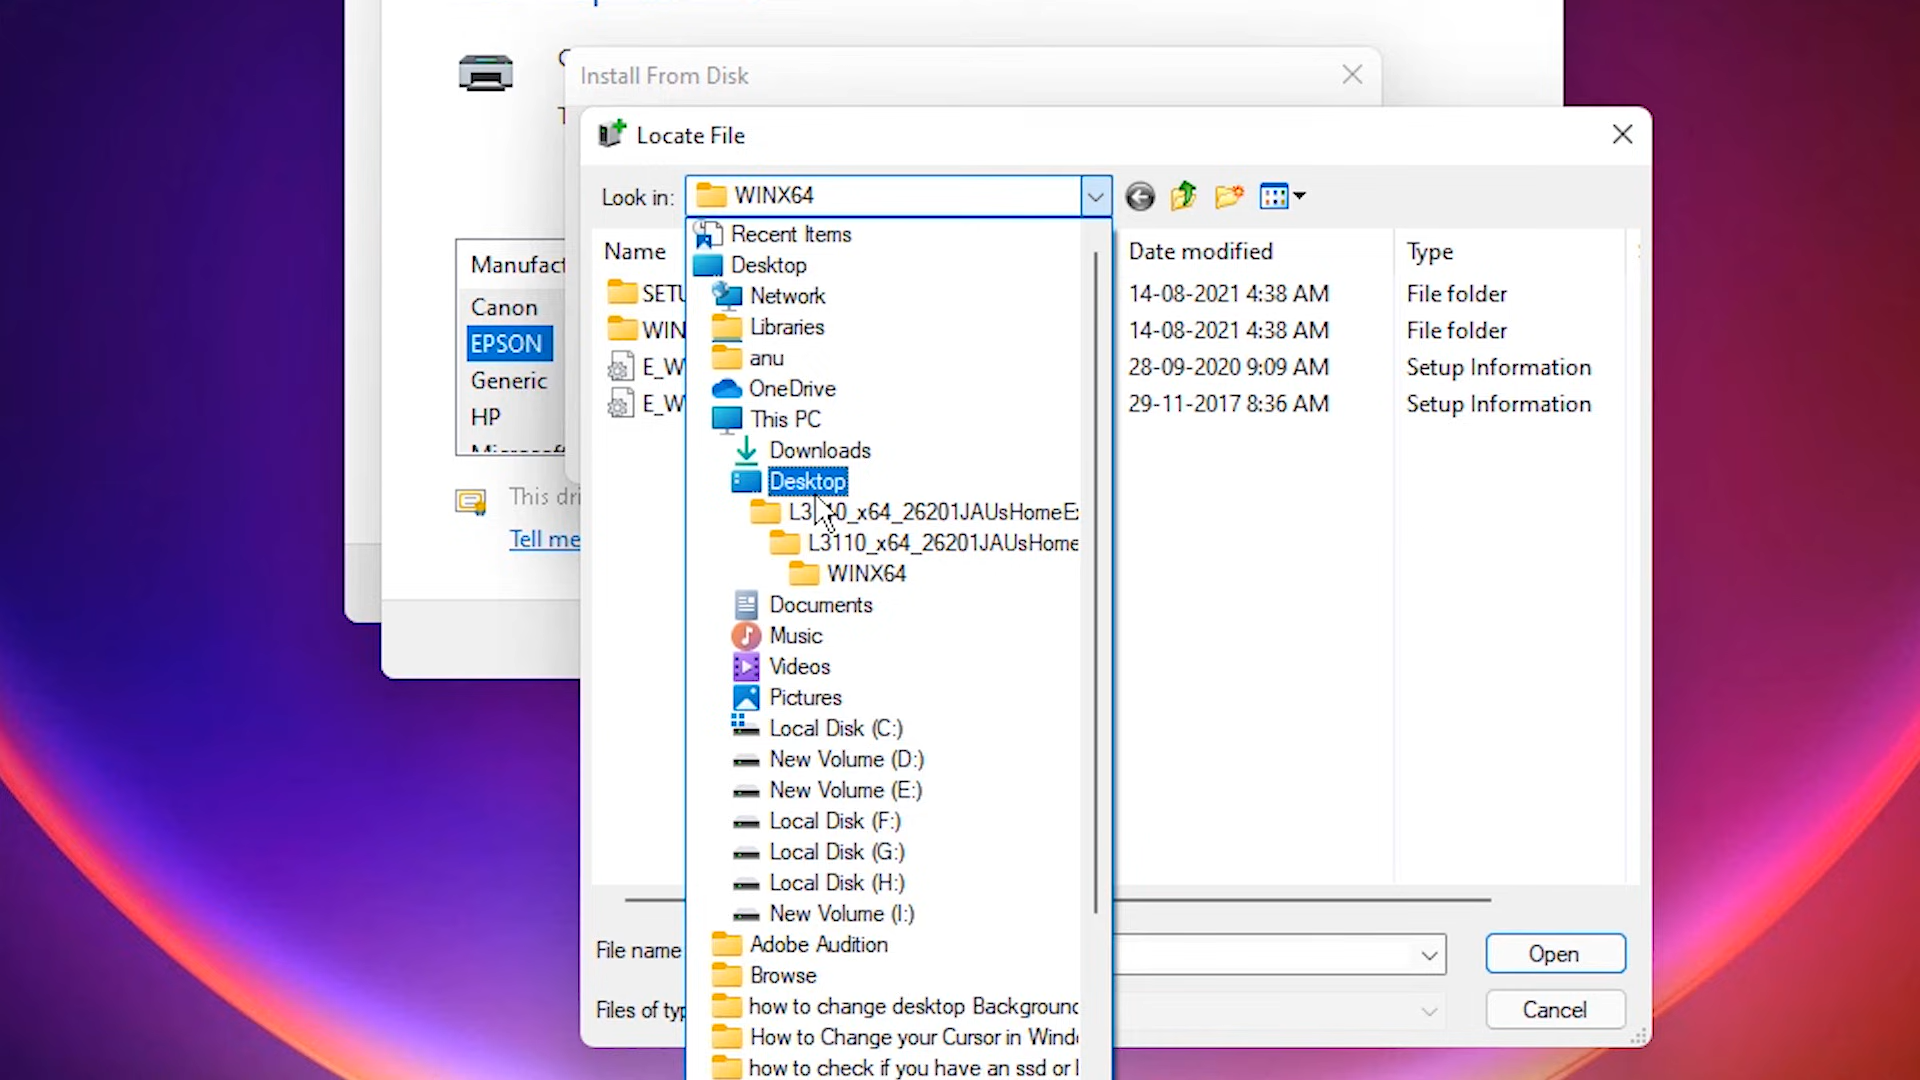 Install From Disk
Locate File
Look in: WINX64
Recent Items
Desktop
Network
Libraries
anu
OneDrive
This PC
Downloads
Desktop
L3110_x64_26201JAUsHomeEx
L3110_x64_26201JAUsHome
WINX64
Documents
Music
Videos
Pictures
Local Disk (C:)
New Volume (D:)
New Volume (E:)
Local Disk (F:)
Local Disk (G:)
Local Disk (H:)
New Volume (I:)
Adobe Audition
Browse
how to change desktop Background
How to Change your Cursor in Windo
how to check if you have an ssd or
Name Date modified Type
SETU 14-08-2021 4:38 AM File folder
WIN 14-08-2021 4:38 AM File folder
E_W 28-09-2020 9:09 AM Setup Information
E_W 29-11-2017 8:36 AM Setup Information
Manufact
Canon
EPSON
Generic
HP
Microsoft
This dri
Tell me
File name
Open
Files of typ
Cancel